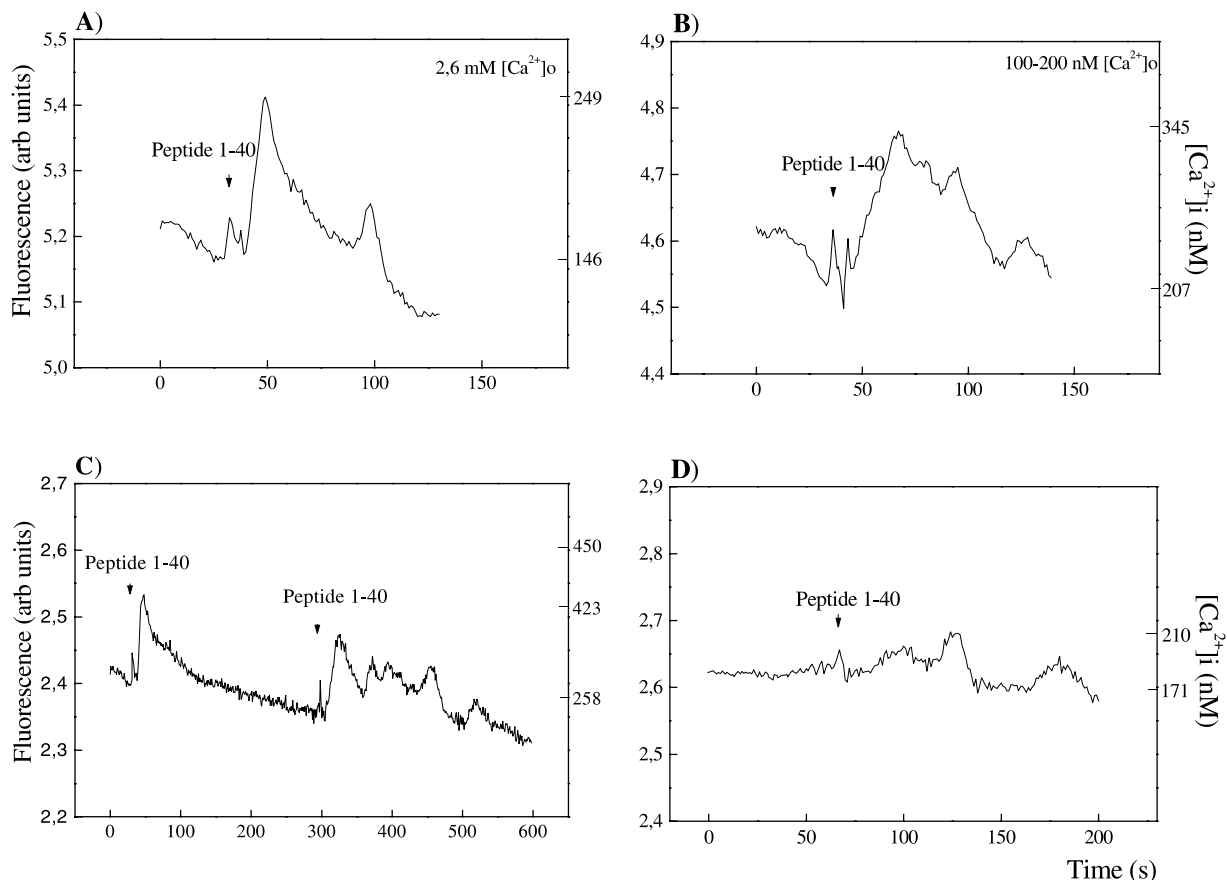 A)
5,5
5,4
5,3
5,2
5,1
5,0
Fluorescence (arb units)
2,6 mM [Ca2+]o
Peptide 1-40
249
146
0 50 100 150
B)
4,9
4,8
4,7
4,6
4,5
4,4
100-200 nM [Ca2+]o
Peptide 1-40
345
207
[Ca2+]i (nM)
0 50 100 150
C)
2,7
2,6
2,5
2,4
2,3
2,2
Fluorescence (arb units)
Peptide 1-40
Peptide 1-40
450
423
258
0 100 200 300 400 500 600
D)
2,9
2,8
2,7
2,6
2,5
2,4
Peptide 1-40
210
171
[Ca2+]i (nM)
0 50 100 150 200
Time (s)